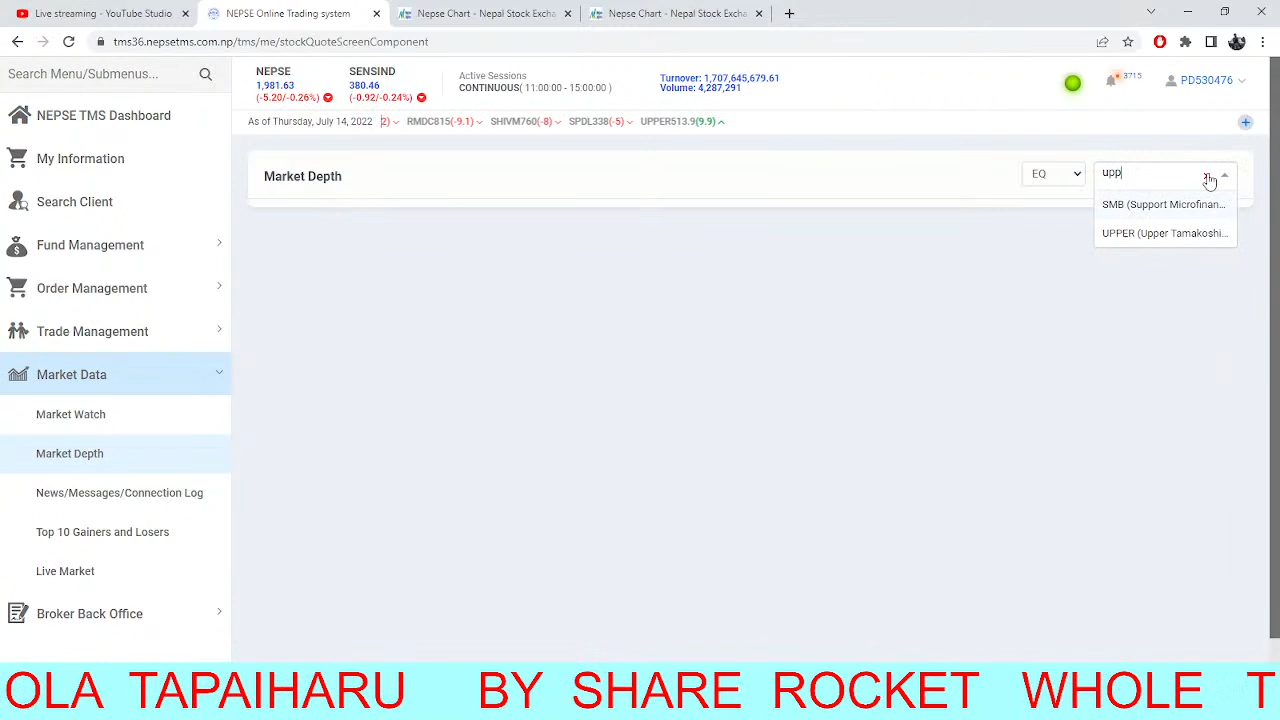 Live streaming - YouTube Studio
NEPSE Online Trading system
Nepse Chart - Nepal Stock Excha
Nepse Chart - Nepal Stock Excha
tms36.nepsetms.com.np/tms/me/stockQuoteScreenComponent
Search Menu/Submenus...
NEPSE
1,981.63
(-5.20/-0.26%)
SENSIND
380.46
(-0.92/-0.24%)
Active Sessions
CONTINUOUS( 11:00:00 - 15:00:00 )
Turnover: 1,707,645,679.61
Volume: 4,287,291
3715
PD530476
As of Thursday, July 14, 2022 2) RMDC815(-9.1) SHIVM760(-8) SPDL338(-5) UPPER513.9(9.9)
NEPSE TMS Dashboard
My Information
Search Client
Fund Management
Order Management
Trade Management
Market Data
Market Watch
Market Depth
News/Messages/Connection Log
Top 10 Gainers and Losers
Live Market
Broker Back Office
Market Depth
EQ
upp
SMB (Support Microfinan...
UPPER (Upper Tamakoshi...
OLA TAPAIHARU BY SHARE ROCKET WHOLE T